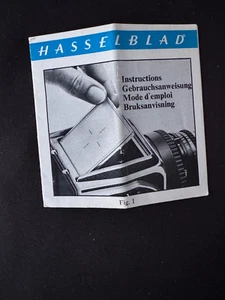 HASSELBLAD
Instructions
Gebrauchsanweisung
Mode d'emploi
Bruksanvisning
Fig. 1